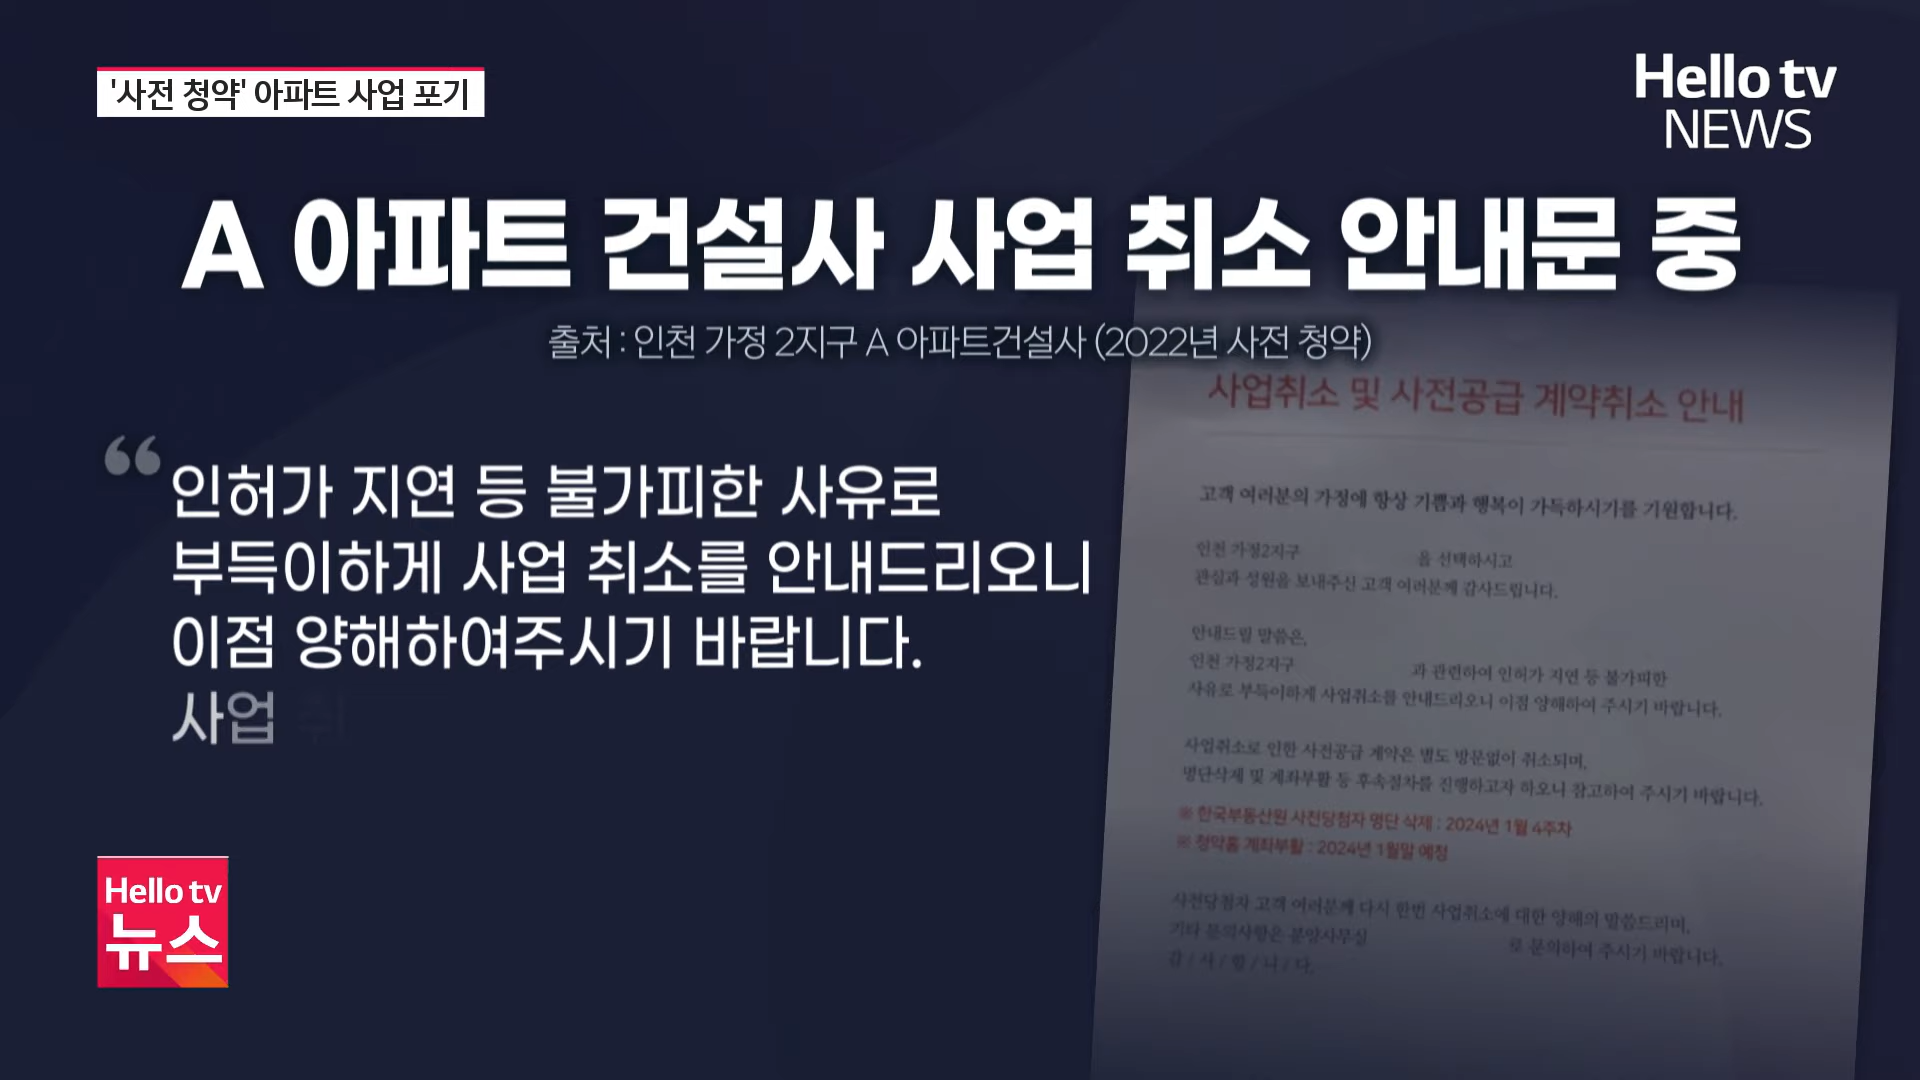 '사전 청약' 아파트 사업 포기
Hello tv
NEWS
A 아파트 건설사 사업 취소 안내문 중
출처 : 인천 가정 2지구 A 아파트건설사 (2022년 사전 청약)
“
인허가 지연 등 불가피한 사유로
부득이하게 사업 취소를 안내드리오니
이점 양해하여주시기 바랍니다.
사업 취
사업취소 및 사전공급 계약취소 안내
고객 여러분의 가정에 항상 기쁨과 행복이 가득하시기를 기원합니다.
인천 가정2지구 을 선택하시고
관심과 성원을 보내주신 고객 여러분께 감사드립니다.
안내드릴 말씀은,
인천 가정2지구 과 관련하여 인허가 지연 등 불가피한
사유로 부득이하게 사업취소를 안내드리오니 이점 양해하여 주시기 바랍니다.
사업취소로 인한 사전공급 계약은 별도 방문없이 취소되며,
명단삭제 및 계좌부활 등 후속절차를 진행하고자 하오니 참고하여 주시기 바랍니다.
※ 한국부동산원 사전당첨자 명단 삭제 : 2024년 1월 4주차
※ 청약홈 계좌부활 : 2024년 1월말 예정
사전당첨자 고객 여러분께 다시 한번 사업취소에 대한 양해의 말씀드리며,
기타 문의사항은 분양사무실 로 문의하여 주시기 바랍니다.
감 / 사 / 합 / 니 / 다.
Hello tv
뉴스